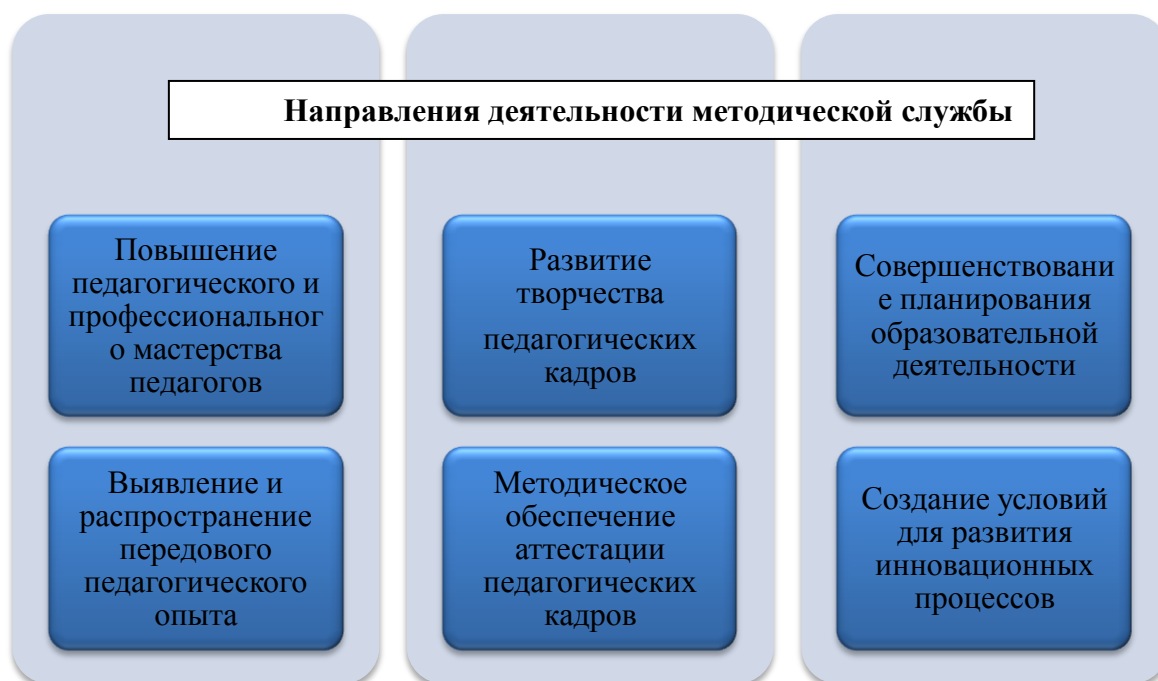 Направления деятельности методической службы
Повышение
педагогического и
профессиональног
о мастерства
педагогов
Развитие
творчества
педагогических
кадров
Совершенствовани
е планирования
образовательной
деятельности
Выявление и
распространение
передового
педагогического
опыта
Методическое
обеспечение
аттестации
педагогических
кадров
Создание условий
для развития
инновационных
процессов